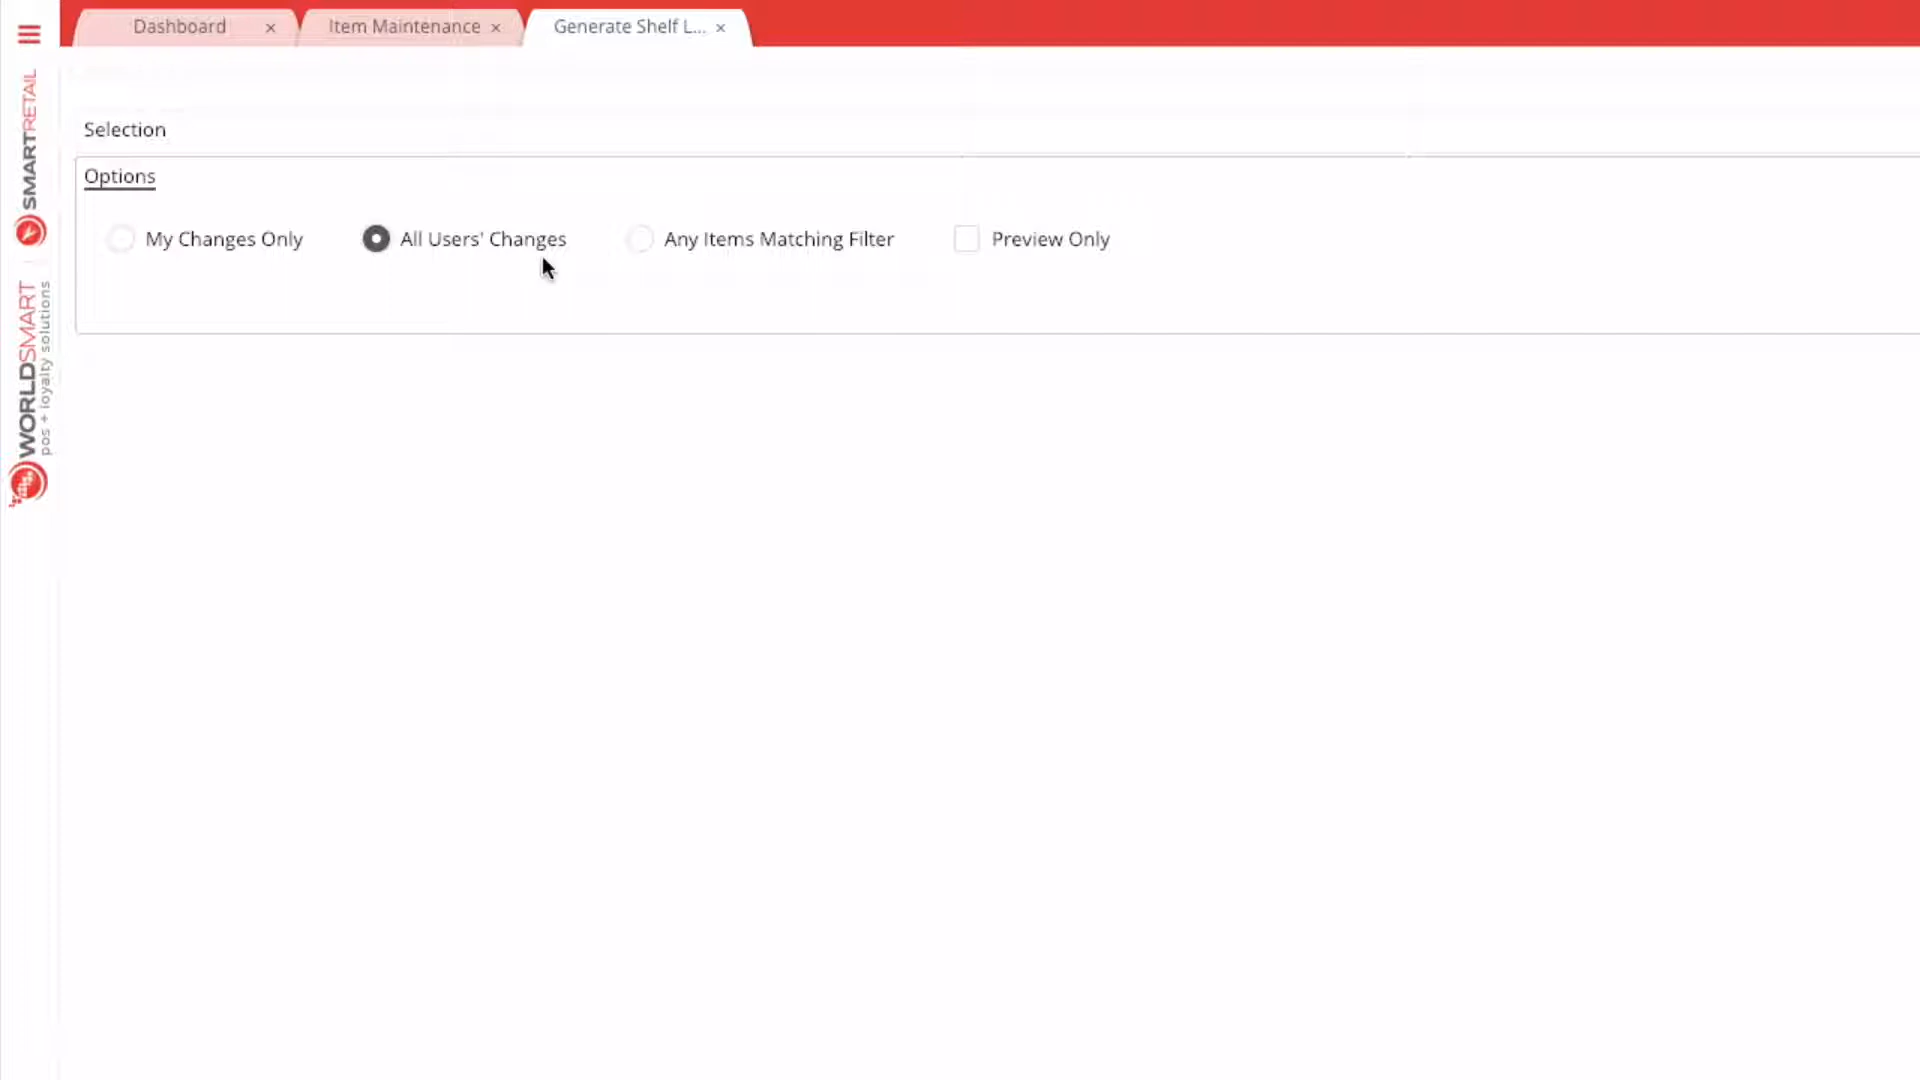 Dashboard ×
Item Maintenance ×
Generate Shelf L... ×
SMARTRETAIL
WORLDSMART
pos + loyalty solutions
Selection
Options
My Changes Only
All Users' Changes
Any Items Matching Filter
Preview Only